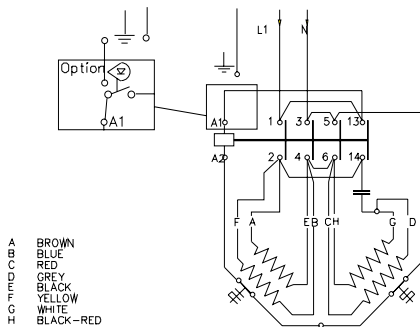 L1 N
Option
A1
A1 1 3 5 13
A2 2 4 6 14
F A E B C H G D
A BROWN
B BLUE
C RED
D GREY
E BLACK
F YELLOW
G WHITE
H BLACK-RED